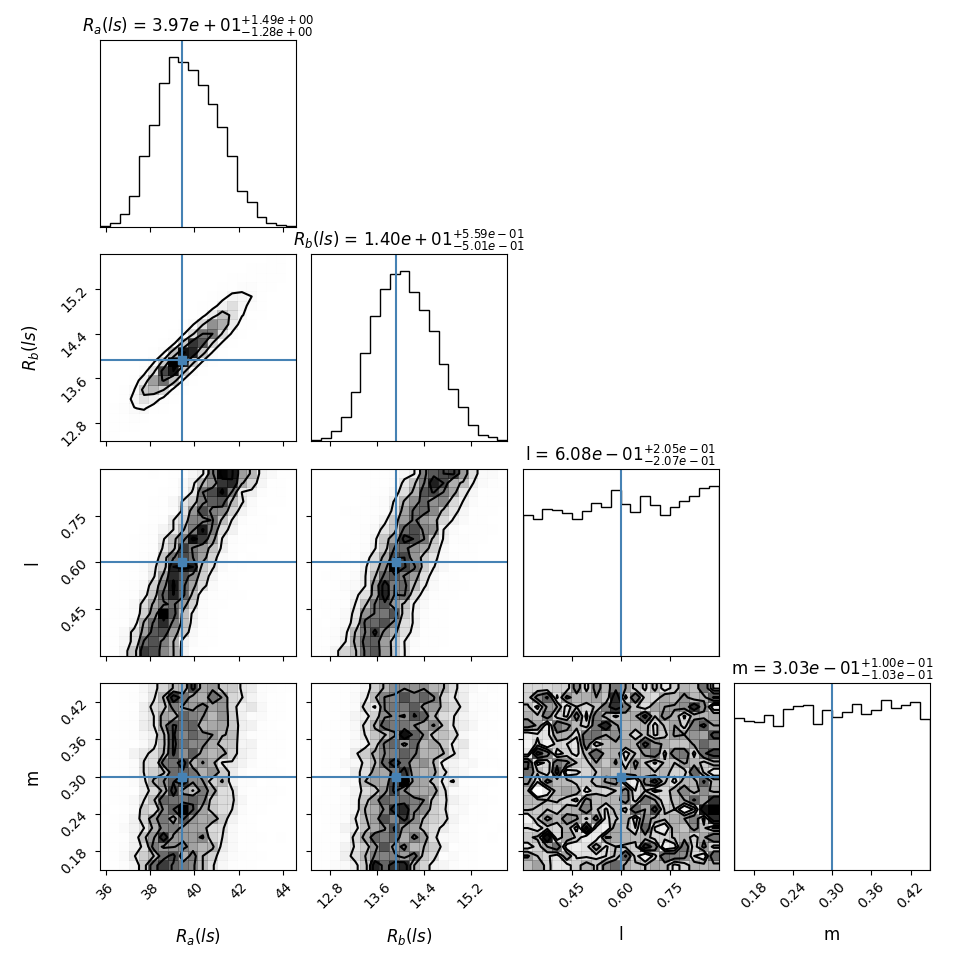 R_a(ls) = 3.97e + 01^{+1.49e+00}_{-1.28e+00}
R_b(ls) = 1.40e + 01^{+5.59e-01}_{-5.01e-01}
15.2
14.4
13.6
12.8
R_b(ls)
l = 6.08e − 01^{+2.05e-01}_{-2.07e-01}
0.75
0.60
0.45
l
m = 3.03e − 01^{+1.00e-01}_{-1.03e-01}
0.42
0.36
0.30
0.24
0.18
m
36 38 40 42 44
12.8 13.6 14.4 15.2
0.45 0.60 0.75
0.18 0.24 0.30 0.36 0.42
R_a(ls) R_b(ls) l m